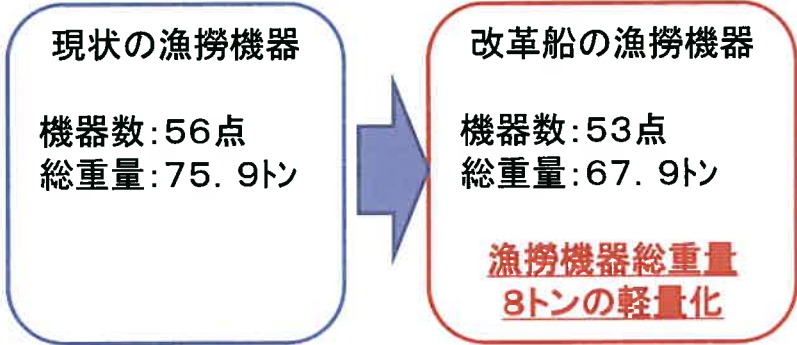 現状の漁撈機器
機器数:56点
総重量:75.9トン
改革船の漁撈機器
機器数:53点
総重量:67.9トン
漁撈機器総重量
8トンの軽量化